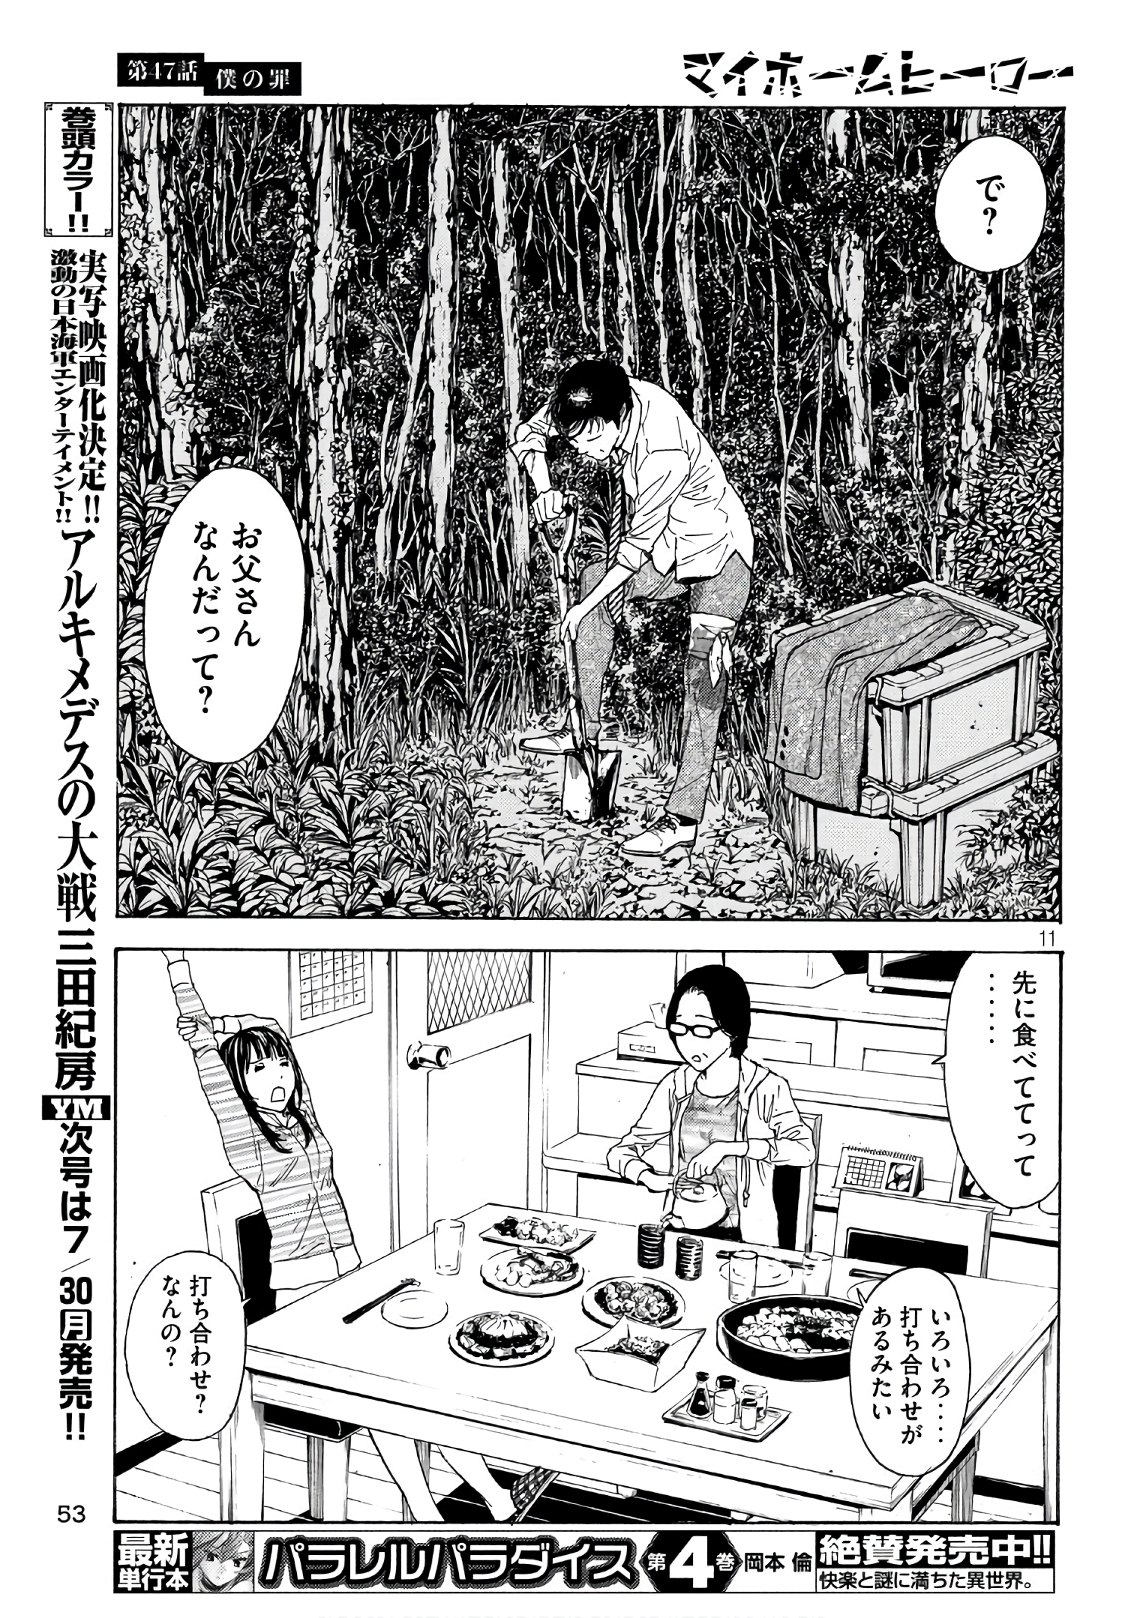 第47話
僕の罪
マイホームヒーロー
巻頭カラー!!
実写映画化決定!!
激動の日本海軍エンターテイメント!!
アルキメデスの大戦 三田紀房
YM次号は7/30月発売!!
で?
お父さん
なんだって?
11
先に食べててって
‥‥‥
いろいろ‥‥
打ち合わせが
あるみたい
打ち合わせ?
なんの?
53
最新
単行本
パラレルパラダイス
第4巻
岡本 倫
絶賛発売中!!
快楽と謎に満ちた異世界。